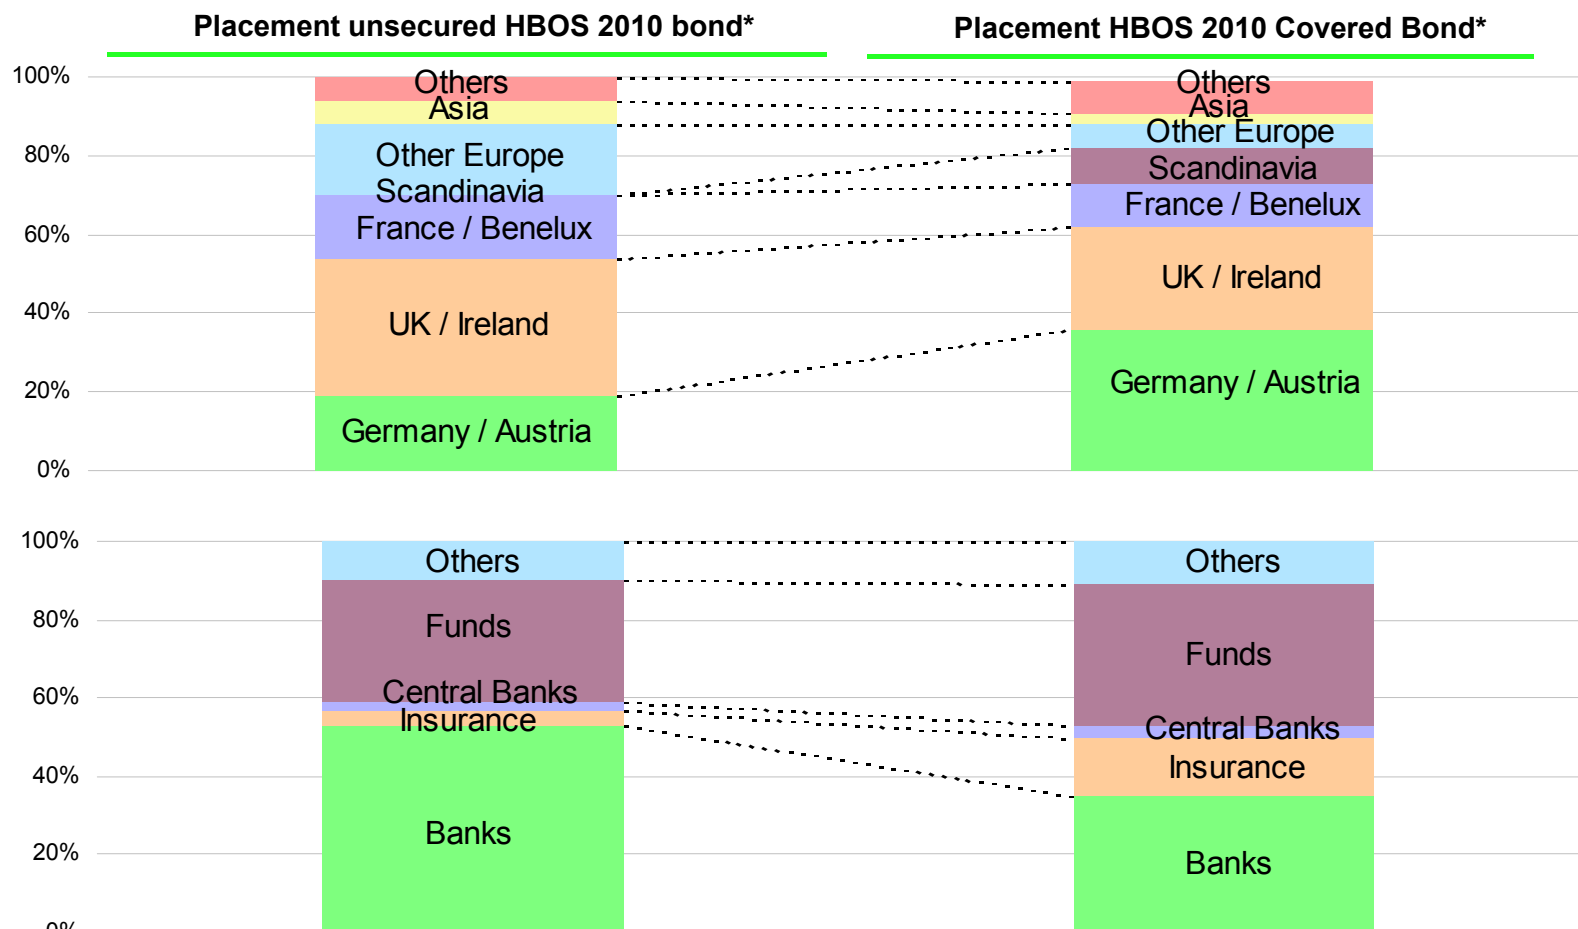 Placement unsecured HBOS 2010 bond*
Placement HBOS 2010 Covered Bond*
100%
80%
60%
40%
20%
0%
Others
Asia
Other Europe
Scandinavia
France / Benelux
UK / Ireland
Germany / Austria
Others
Asia
Other Europe
Scandinavia
France / Benelux
UK / Ireland
Germany / Austria
100%
80%
60%
40%
20%
0%
Others
Funds
Central Banks
Insurance
Banks
Others
Funds
Central Banks
Insurance
Banks